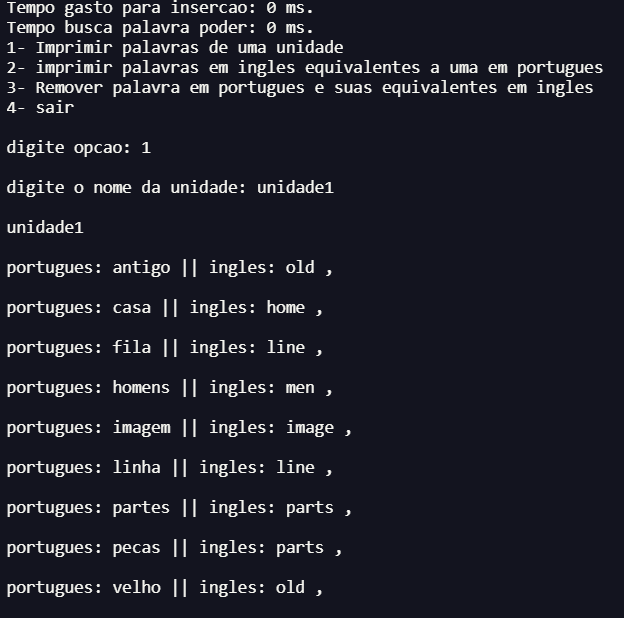 Tempo gasto para insercao: 0 ms.
Tempo busca palavra poder: 0 ms.
1- Imprimir palavras de uma unidade
2- imprimir palavras em ingles equivalentes a uma em portugues
3- Remover palavra em portugues e suas equivalentes em ingles
4- sair
digite opcao: 1
digite o nome da unidade: unidade1
unidade1
portugues: antigo || ingles: old ,
portugues: casa || ingles: home ,
portugues: fila || ingles: line ,
portugues: homens || ingles: men ,
portugues: imagem || ingles: image ,
portugues: linha || ingles: line ,
portugues: partes || ingles: parts ,
portugues: pecas || ingles: parts ,
portugues: velho || ingles: old ,